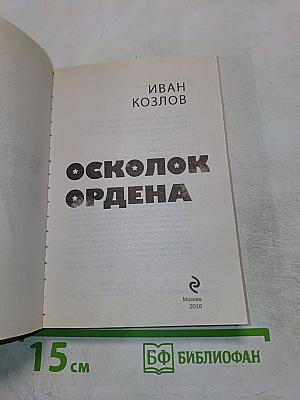 ИВАН
КОЗЛОВ
ОСКОЛОК
ОРДЕНА
Москва
2016
15 см
БФ БИБЛИОФАН